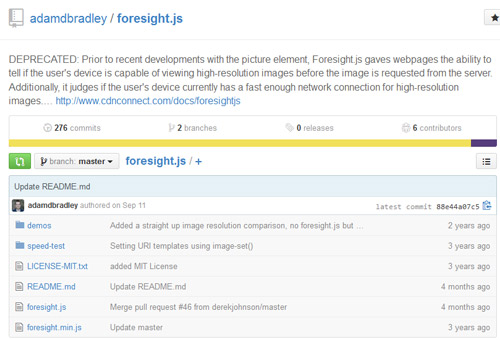 adamdbradley / foresight.js
DEPRECATED: Prior to recent developments with the picture element, Foresight.js gaves webpages the ability to
tell if the user's device is capable of viewing high-resolution images before the image is requested from the server.
Additionally, it judges if the user's device currently has a fast enough network connection for high-resolution
images.... http://www.cdnconnect.com/docs/foresightjs
276 commits 2 branches 0 releases 6 contributors
branch: master foresight.js / +
Update README.md
adamdbradley authored on Sep 11 latest commit 88e44a07c5
demos Added a straight up image resolution comparison, no foresight.js but ... 2 years ago
speed-test Setting URI templates using image-set() 3 years ago
LICENSE-MIT.txt added MIT License 3 years ago
README.md Update README.md 4 months ago
foresight.js Merge pull request #46 from derekjohnson/master 4 months ago
foresight.min.js Update master 3 years ago